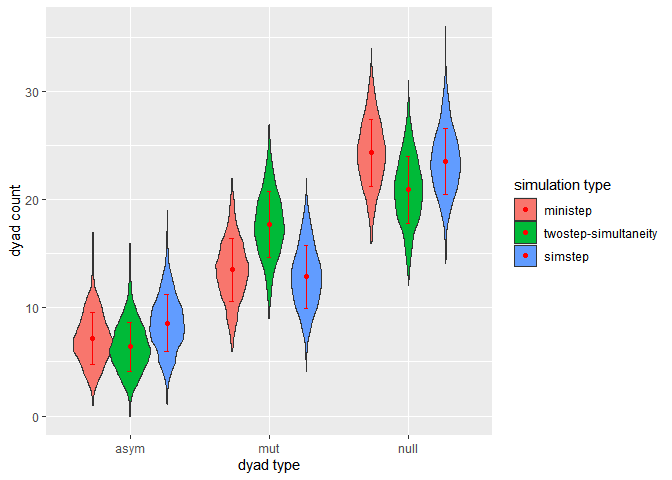 30
20
10
0
dyad count
asym mut null
dyad type
simulation type
ministep
twostep-simultaneity
simstep